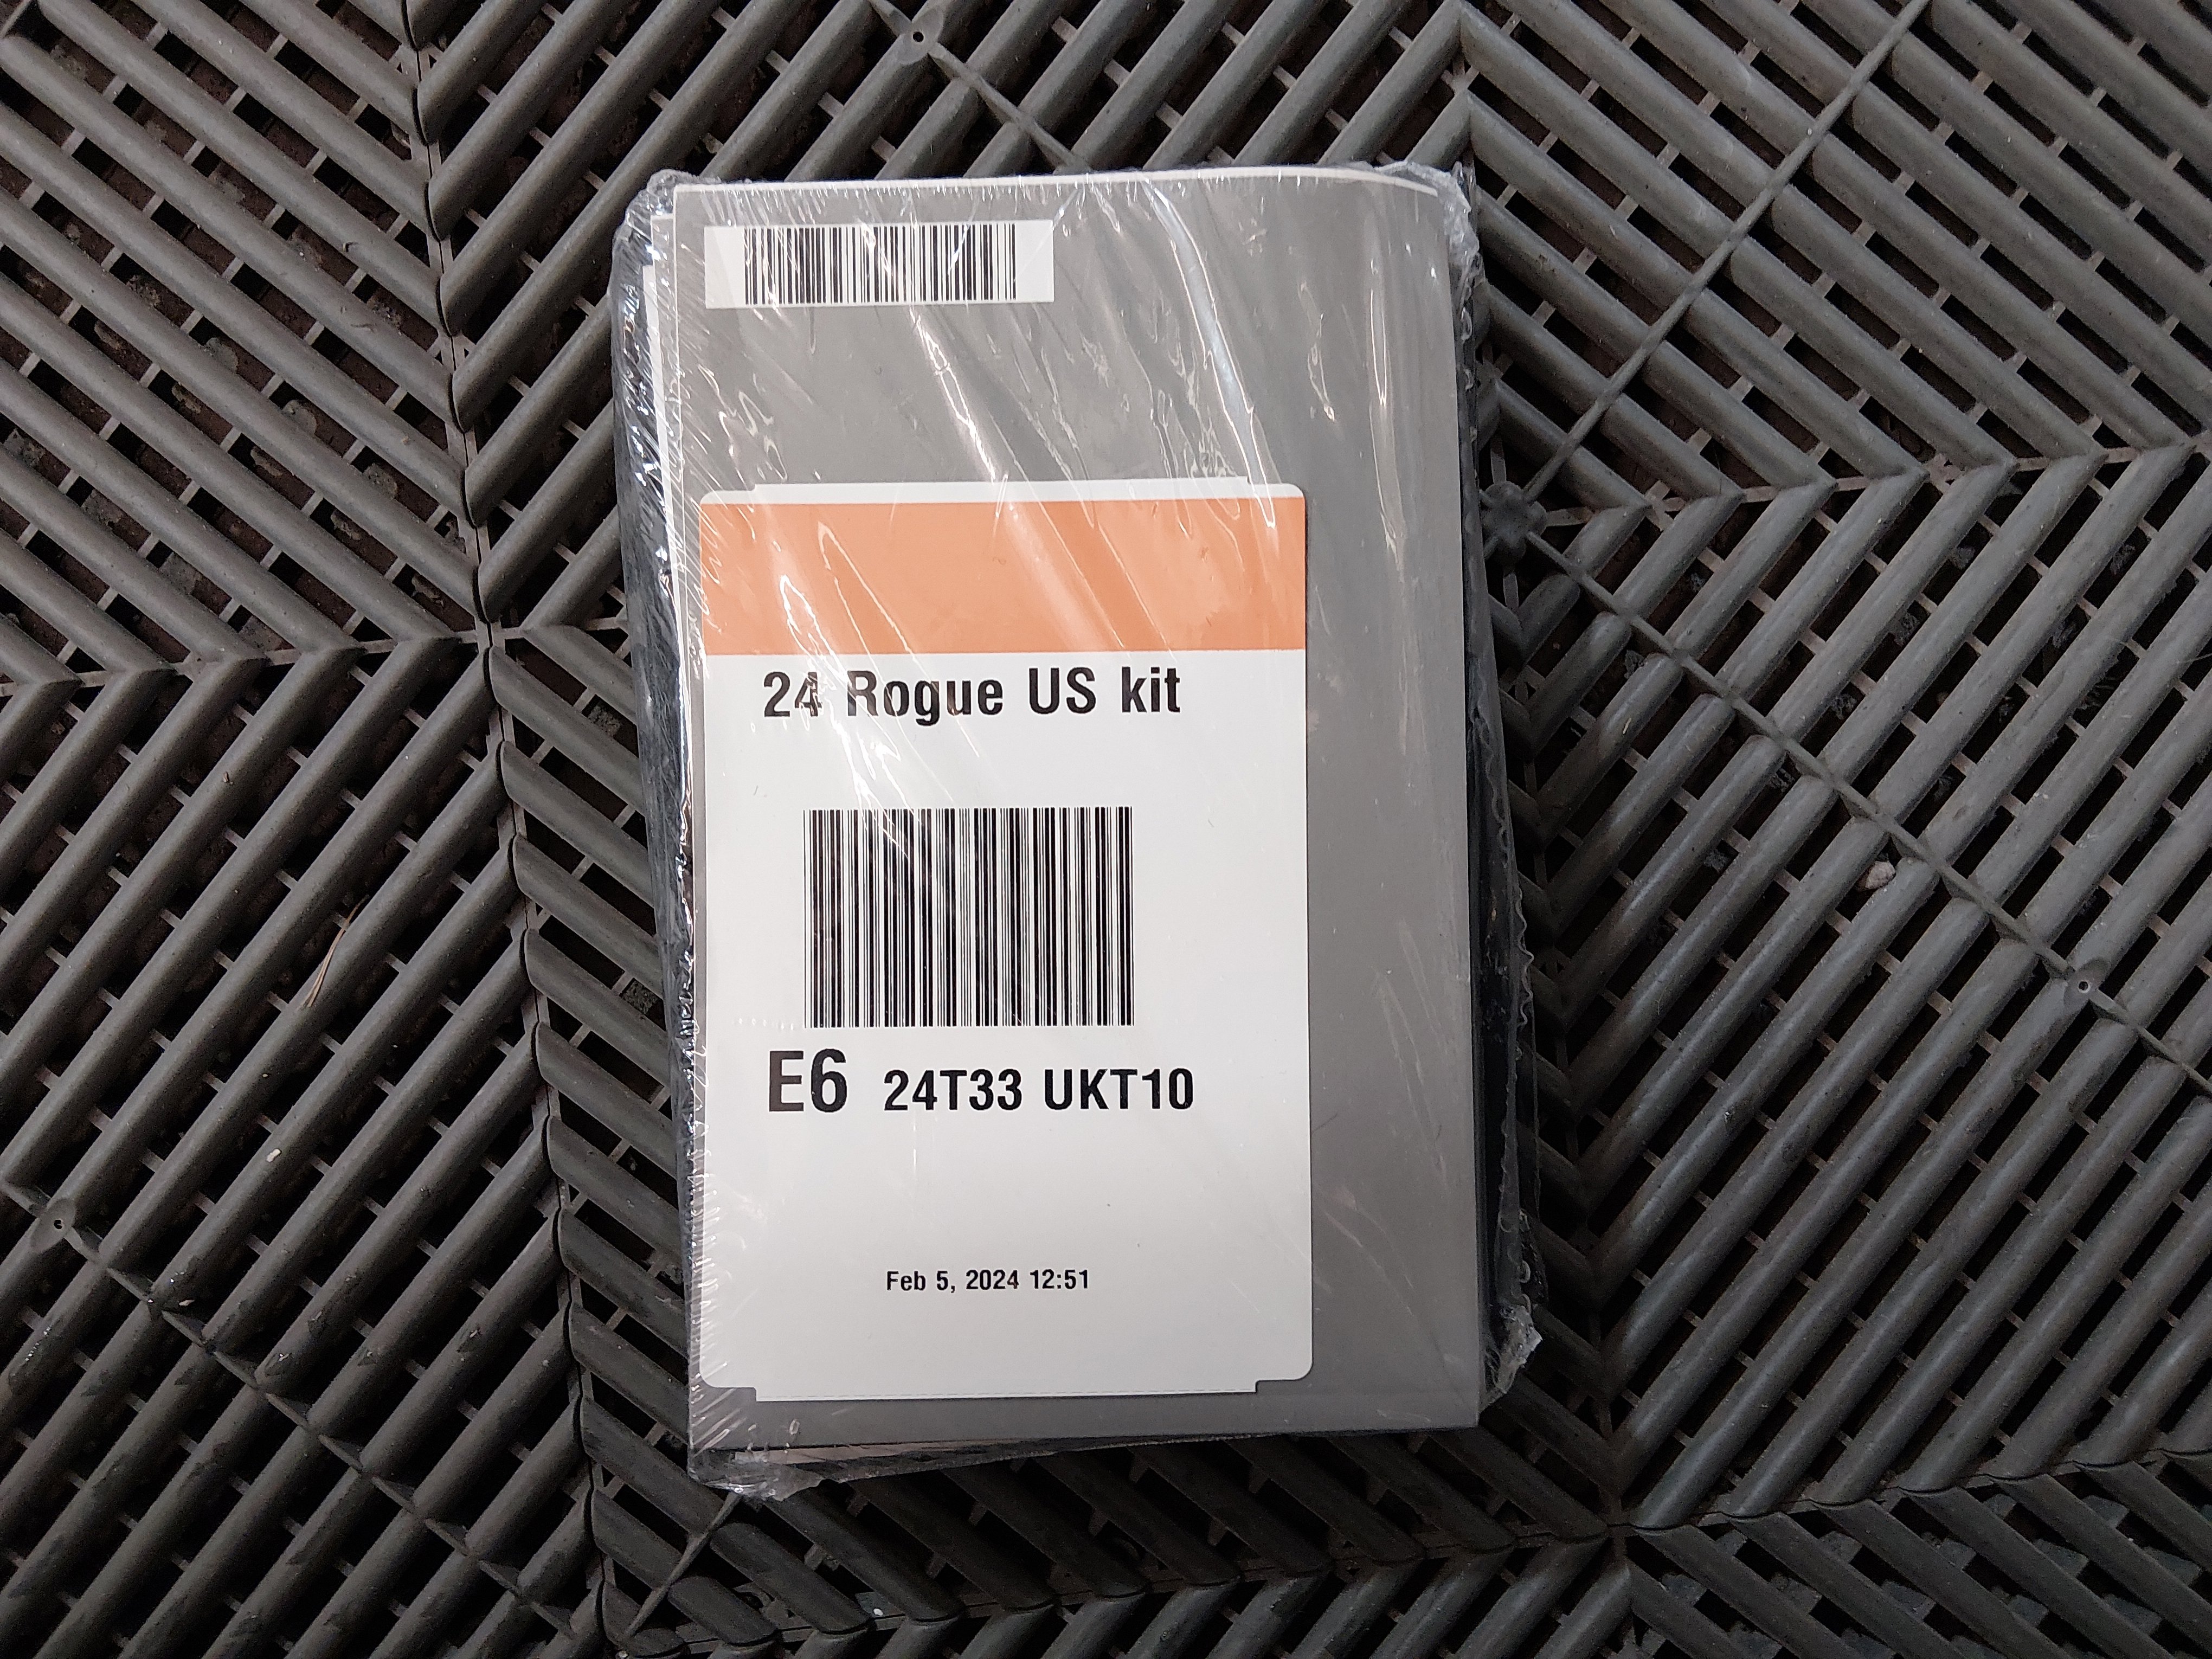 24 Rogue US kit
E6 24T33 UKT10
Feb 5, 2024 12:51